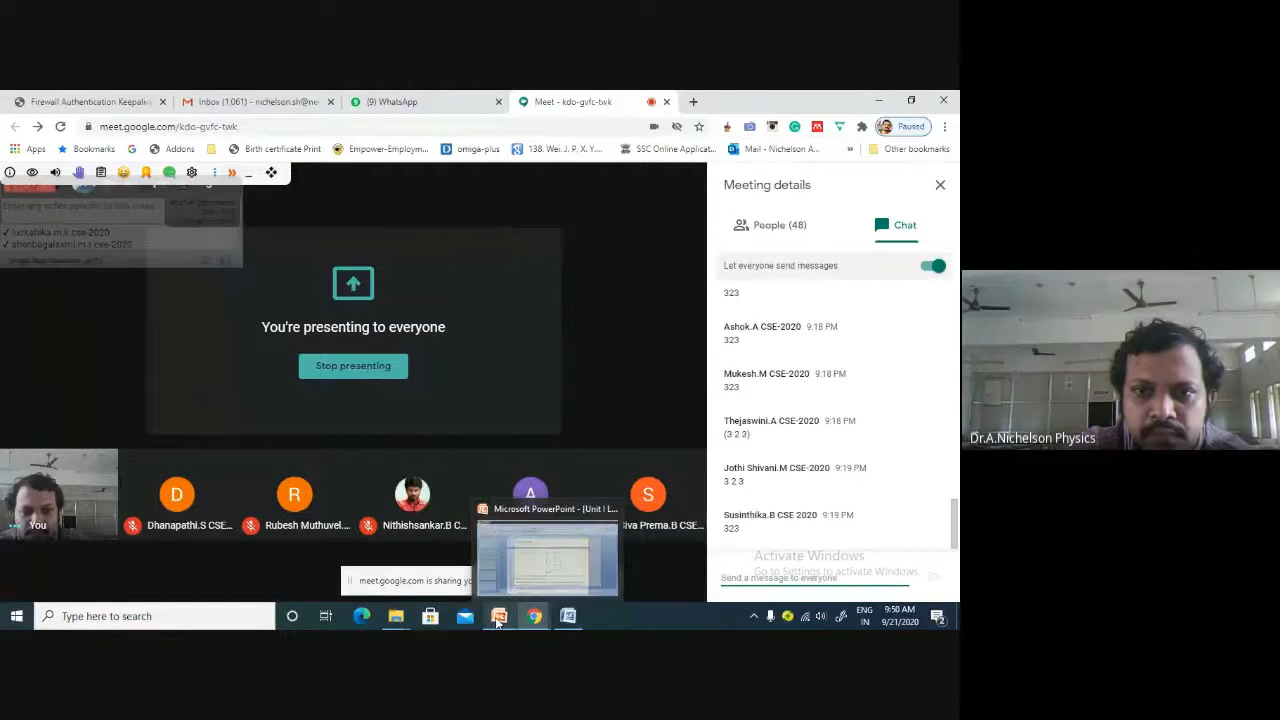 Firewall Authentication Keepaliv
Inbox (1,061) - nichelson.sh@ner
(9) WhatsApp
Meet - kdo-gvfc-twk
meet.google.com/kdo-gvfc-twk
Paused
Apps
Bookmarks
Addons
Birth certificate Print
Empower-Employm...
omiga-plus
138. Wei, J. P, X. Y....
SSC Online Applicat...
Mail - Nichelson A...
»
Other bookmarks
luckahika.m.k cse-2020
shenbagalexmi.m.r cse-2020
You're presenting to everyone
Stop presenting
You
D
Dhanapathi.S CSE...
R
Rubesh Muthuvel....
Nithishsankar.B C...
A
S
Siva Prema.B CSE...
Microsoft PowerPoint - [Unit I L...
meet.google.com is sharing yo
Meeting details
People (48)
Chat
Let everyone send messages
323
Ashok.A CSE-2020 9:18 PM
323
Mukesh.M CSE-2020 9:18 PM
323
Thejaswini.A CSE-2020 9:18 PM
(3 2 3)
Jothi Shivani.M CSE-2020 9:19 PM
3 2 3
Susinthika.B CSE 2020 9:19 PM
323
Activate Windows
Go to Settings to activate Windows.
Send a message to everyone
Type here to search
ENG
IN
9:50 AM
9/21/2020
2
Dr.A.Nichelson Physics